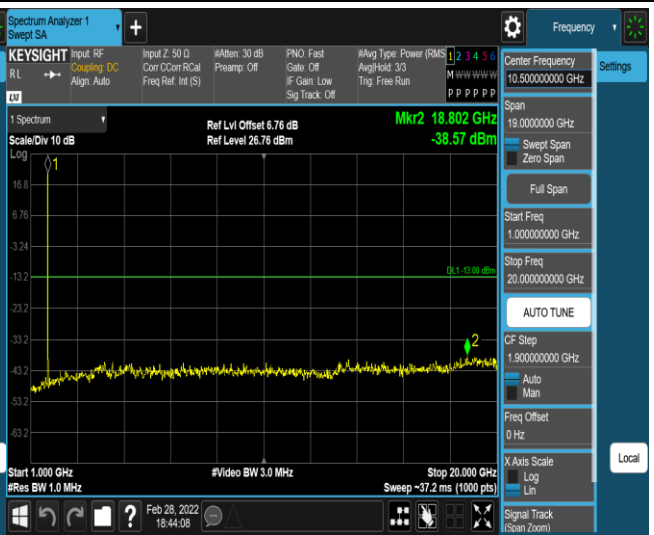 Spectrum Analyzer 1
Swept SA
Frequency
KEYSIGHT
RL
LXI
Input: RF
Coupling: DC
Align: Auto
Input Z: 50 Ω
Corr CCorr RCal
Freq Ref: Int (S)
#Atten: 30 dB
Preamp: Off
PNO: Fast
Gate: Off
IF Gain: Low
Sig Track: Off
#Avg Type: Power (RMS
Avg|Hold: 3/3
Trig: Free Run
1 2 3 4 5 6
M W W W W W
P P P P P P
1 Spectrum
Scale/Div 10 dB
Ref Lvl Offset 6.76 dB
Ref Level 26.76 dBm
Mkr2 18.802 GHz
-38.57 dBm
Log
1
16.8
6.76
-3.24
-13.2
DL1 -13.00 dBm
-23.2
-33.2
2
-43.2
-53.2
-63.2
Start 1.000 GHz
#Res BW 1.0 MHz
#Video BW 3.0 MHz
Stop 20.000 GHz
Sweep ~37.2 ms (1000 pts)
?
Feb 28, 2022
18:44:08
Center Frequency
10.500000000 GHz
Span
19.0000000 GHz
Swept Span
Zero Span
Full Span
Start Freq
1.000000000 GHz
Stop Freq
20.000000000 GHz
AUTO TUNE
CF Step
1.900000000 GHz
Auto
Man
Freq Offset
0 Hz
X Axis Scale
Log
Lin
Signal Track
(Span Zoom)
Settings
Local